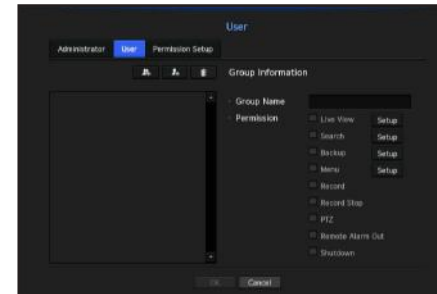 User
Administrator User Permission Setup
Group Information
Group Name
Permission
Live View Setup
Search Setup
Backup Setup
Menu Setup
Record
Record Stop
PTZ
Remote Alarm Out
Shutdown
OK Cancel